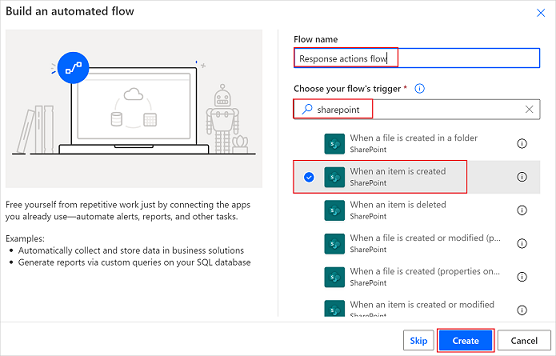 Build an automated flow
Free yourself from repetitive work just by connecting the apps
you already use—automate alerts, reports, and other tasks.
Examples:
• Automatically collect and store data in business solutions
• Generate reports via custom queries on your SQL database
Flow name
Response actions flow
Choose your flow's trigger *
sharepoint
When a file is created in a folder
SharePoint
When an item is created
SharePoint
When an item is deleted
SharePoint
When a file is created or modified (p...
SharePoint
When a file is created (properties on...
SharePoint
When an item is created or modified
SharePoint
Skip
Create
Cancel